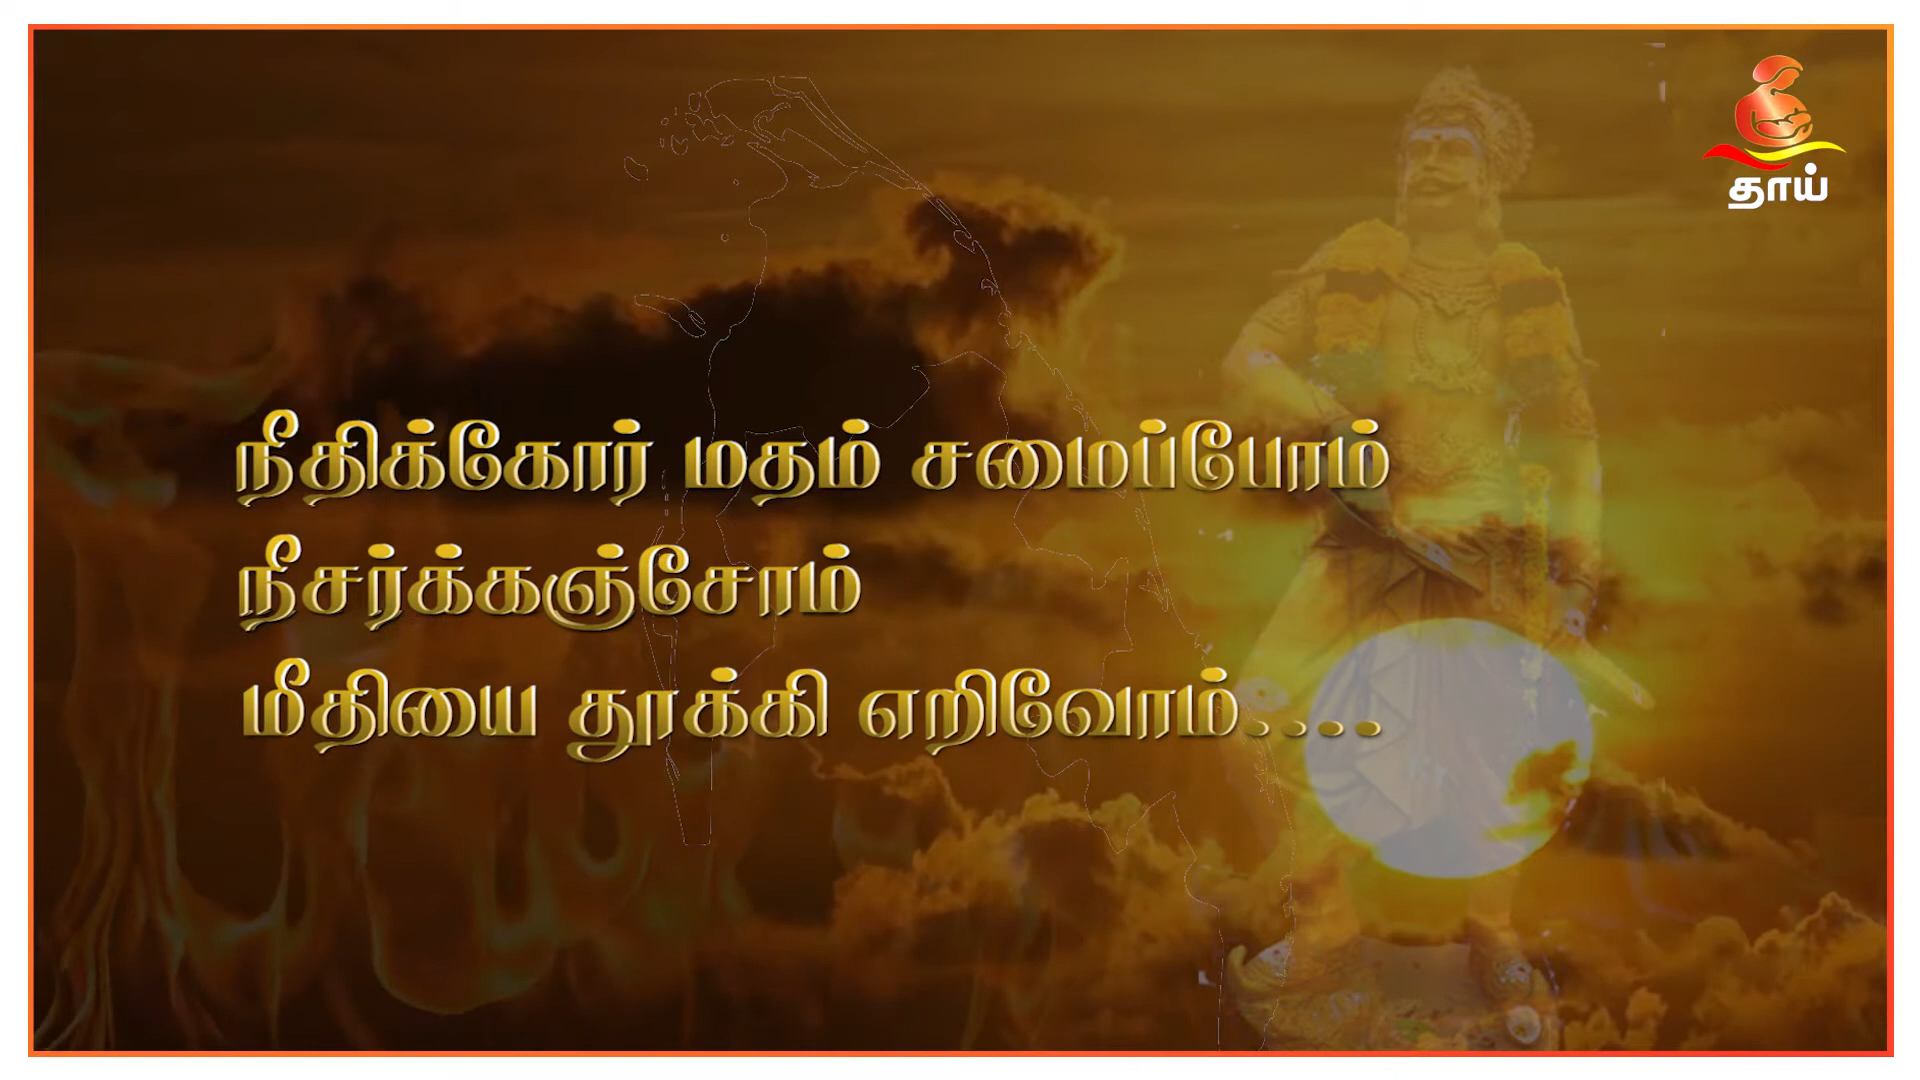 தாய்
நீதிக்கோர் மதம் சமைப்போம்
நீசர்க்கஞ்சோம்
மீதியை தூக்கி எறிவோம்....